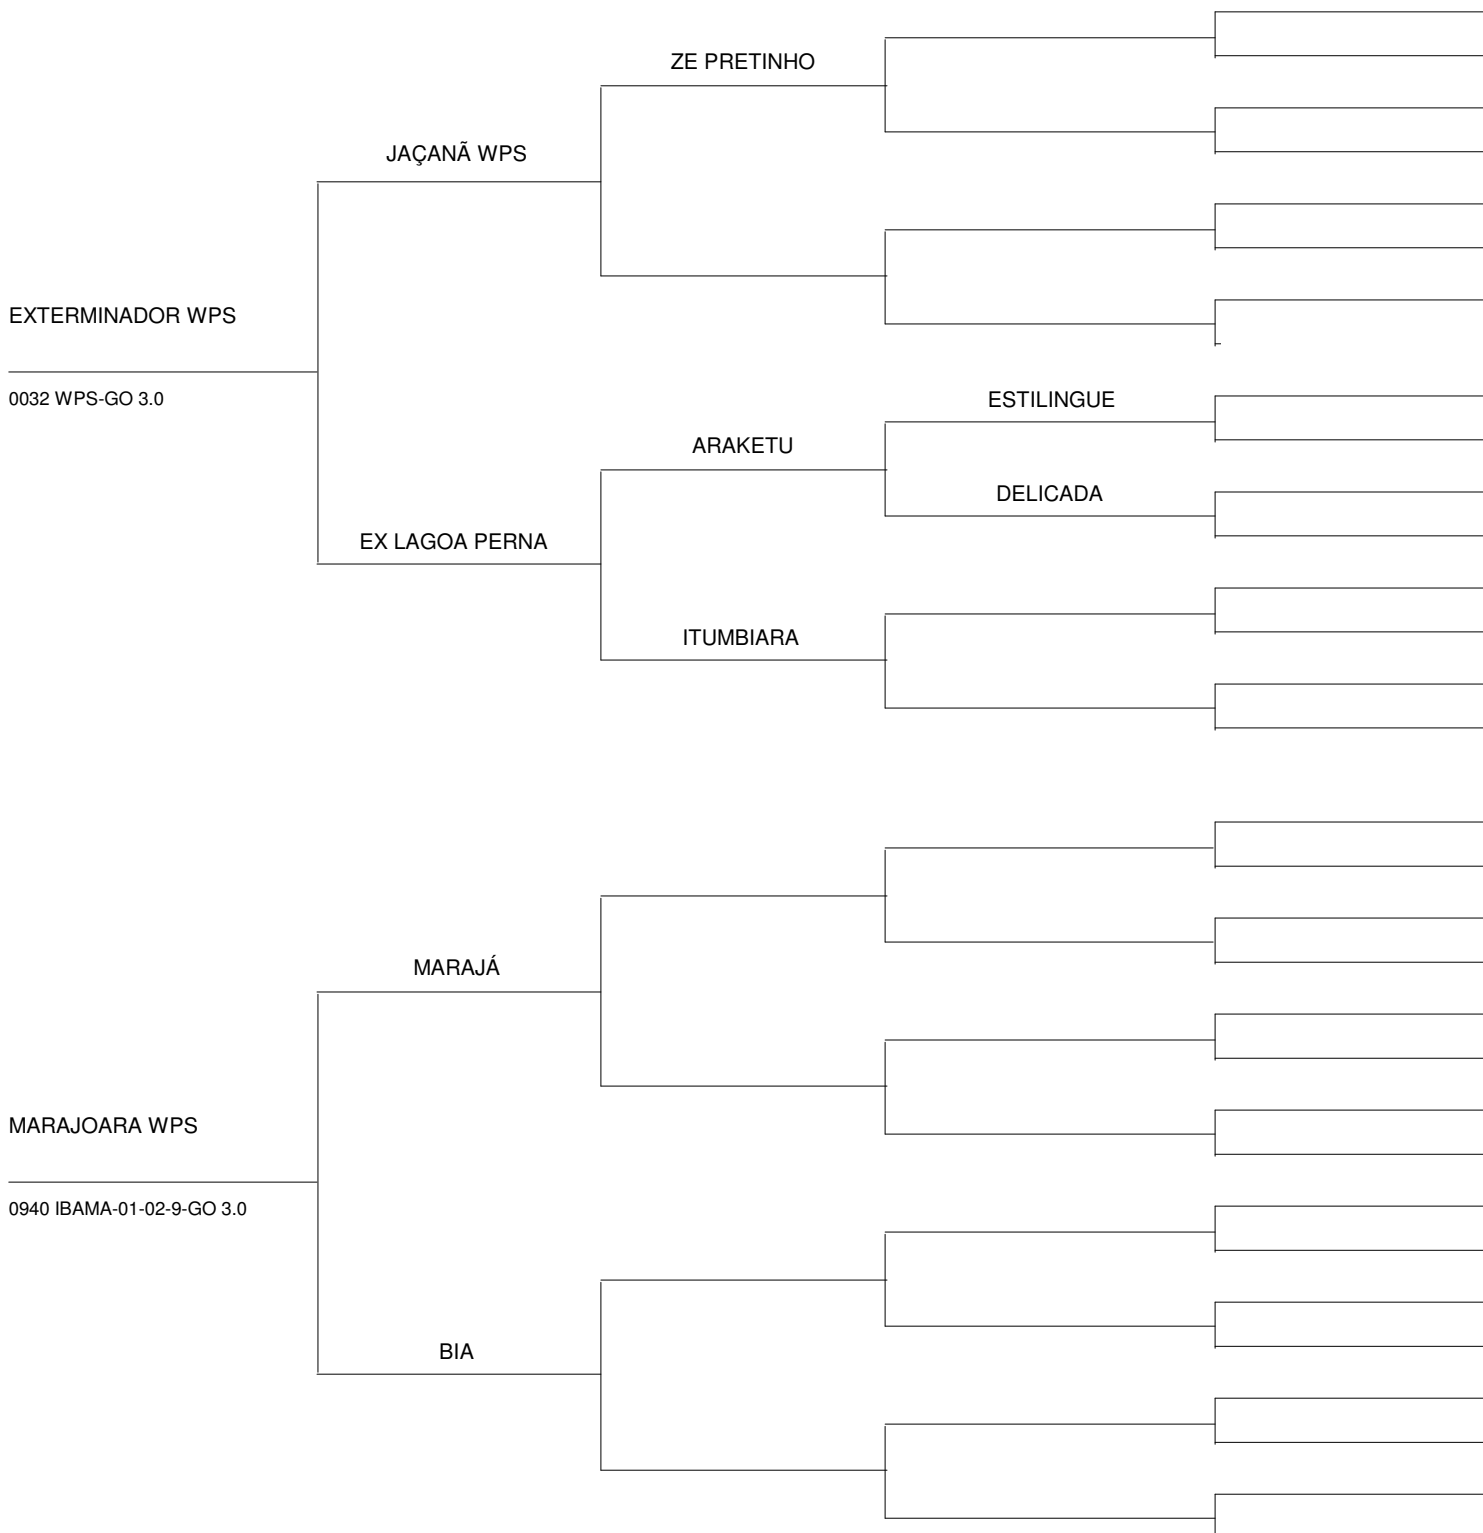 ZE PRETINHO
JAÇANÃ WPS
EXTERMINADOR WPS
0032 WPS-GO 3.0
ESTILINGUE
ARAKETU
DELICADA
EX LAGOA PERNA
ITUMBIARA
MARAJÁ
MARAJOARA WPS
0940 IBAMA-01-02-9-GO 3.0
BIA